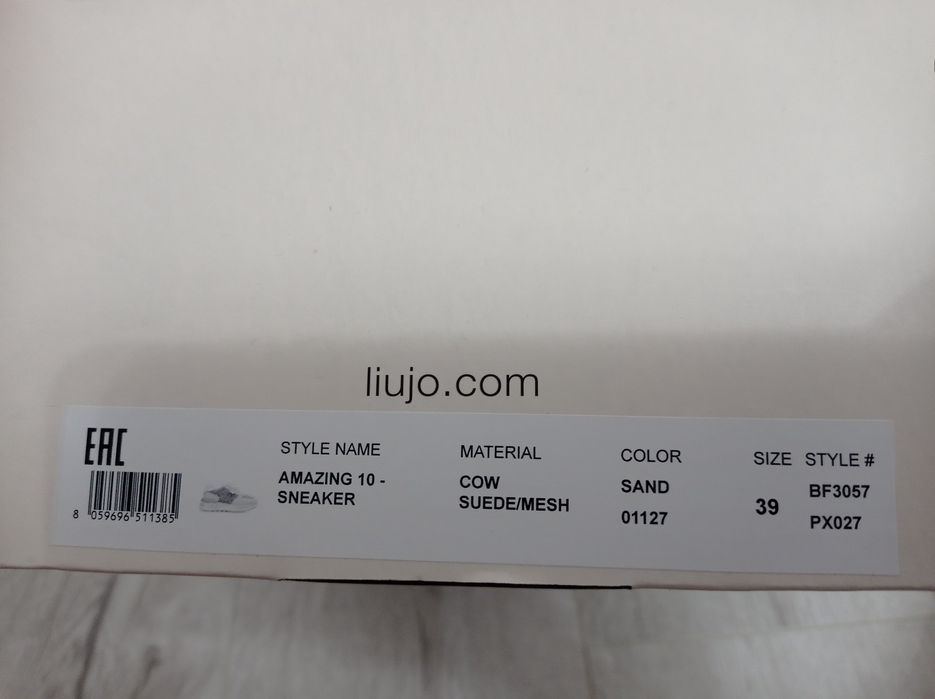 liujo.com
EAC
STYLE NAME MATERIAL COLOR SIZE STYLE #
AMAZING 10 - COW SAND BF3057
SNEAKER SUEDE/MESH 39
01127 PX027
8 059696 511385